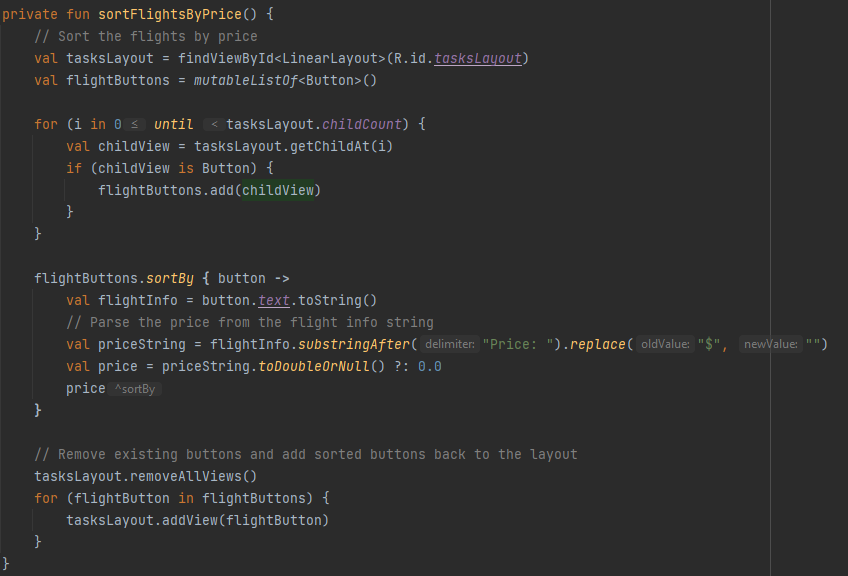 private fun sortFlightsByPrice() {
// Sort the flights by price
val tasksLayout = findViewById<LinearLayout>(R.id.tasksLayout)
val flightButtons = mutableListOf<Button>()
for (i in 0 ≤ until < tasksLayout.childCount) {
val childView = tasksLayout.getChildAt(i)
if (childView is Button) {
flightButtons.add(childView)
}
}
flightButtons.sortBy { button ->
val flightInfo = button.text.toString()
// Parse the price from the flight info string
val priceString = flightInfo.substringAfter( delimiter: "Price: ").replace( oldValue: "$", newValue: "")
val price = priceString.toDoubleOrNull() ?: 0.0
price ^sortBy
}
// Remove existing buttons and add sorted buttons back to the layout
tasksLayout.removeAllViews()
for (flightButton in flightButtons) {
tasksLayout.addView(flightButton)
}
}